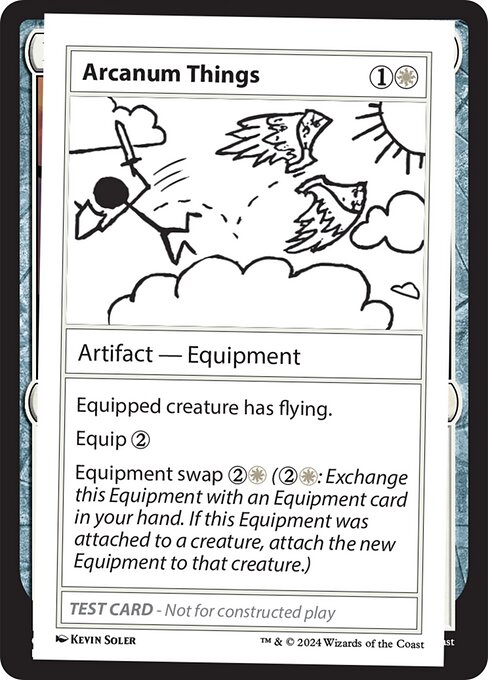 Arcanum Things ①
Artifact — Equipment
Equipped creature has flying.
Equip ②
Equipment swap ② (②: Exchange
this Equipment with an Equipment card
in your hand. If this Equipment was
attached to a creature, attach the new
Equipment to that creature.)
TEST CARD - Not for constructed play
KEVIN SOLER ™ & © 2024 Wizards of the Coast
ast